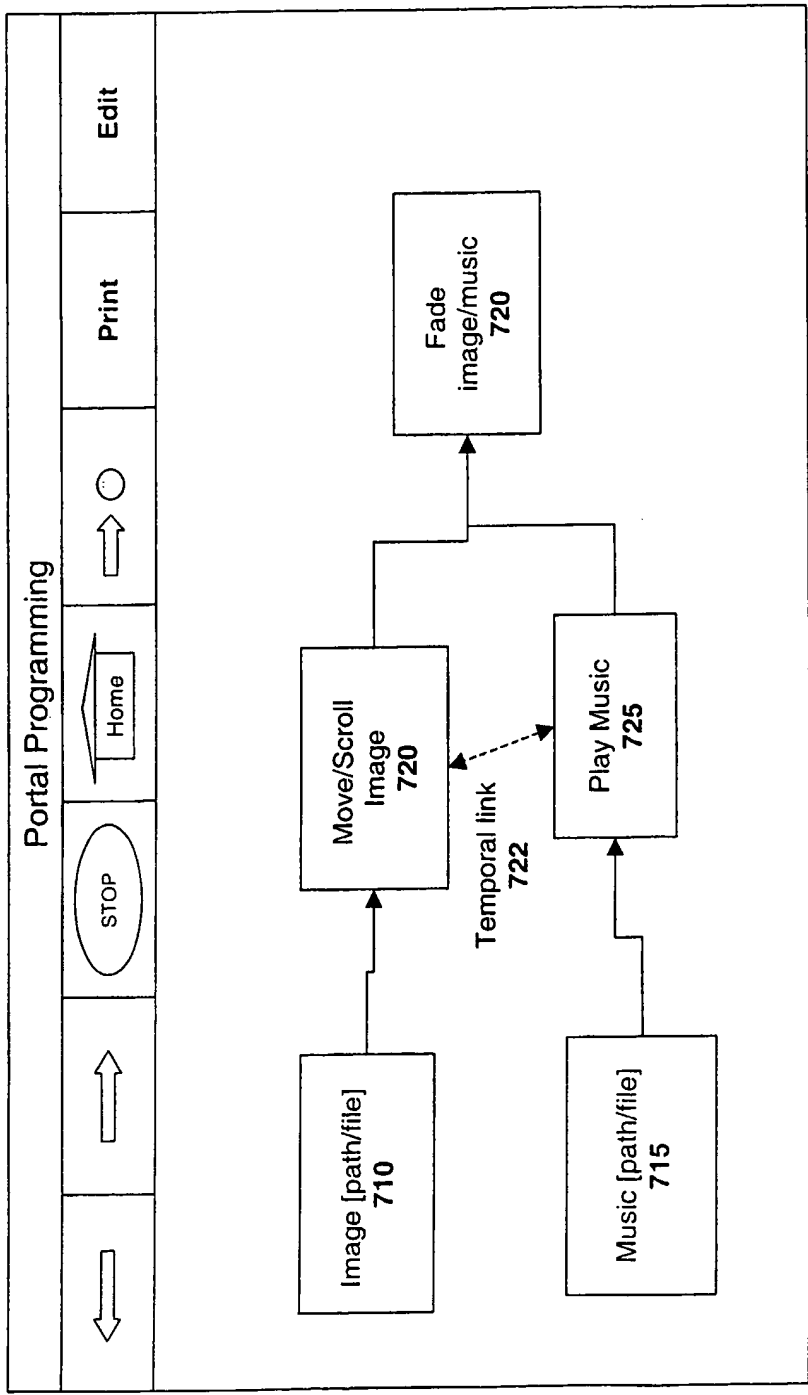 Portal Programming
STOP
Home
Print
Edit
Image [path/file]
710
Move/Scroll
Image
720
Fade
image/music
720
Temporal link
722
Music [path/file]
715
Play Music
725